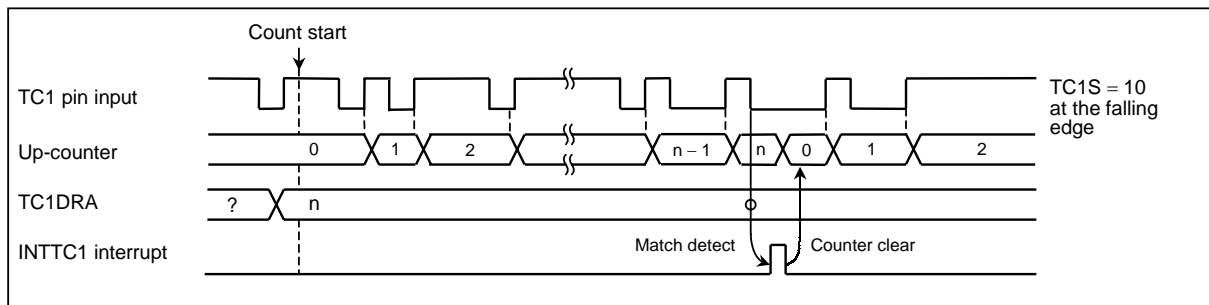 Count start
TC1 pin input
TC1S = 10
at the falling
edge
Up-counter
0 1 2 n − 1 n 0 1 2
TC1DRA
? n
Match detect
Counter clear
INTTC1 interrupt